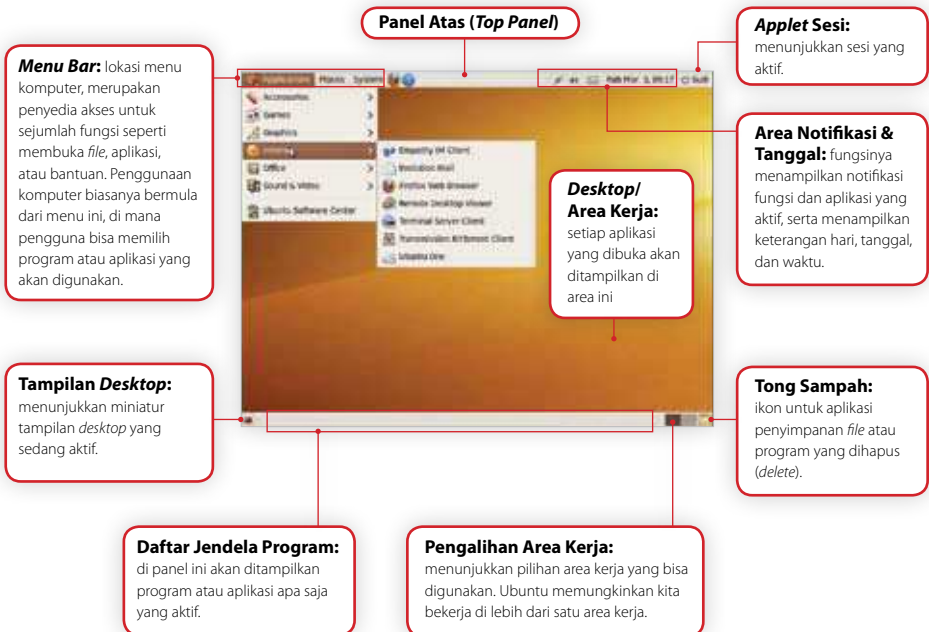 Panel Atas (Top Panel)
Menu Bar: lokasi menu
komputer, merupakan
penyedia akses untuk
sejumlah fungsi seperti
membuka file, aplikasi,
atau bantuan. Penggunaan
komputer biasanya bermula
dari menu ini, di mana
pengguna bisa memilih
program atau aplikasi yang
akan digunakan.
Applet Sesi:
menunjukkan sesi yang
aktif.
Area Notifikasi &
Tanggal: fungsinya
menampilkan notifikasi
fungsi dan aplikasi yang
aktif, serta menampilkan
keterangan hari, tanggal,
dan waktu.
Applications Places System
Accessories
Games
Graphics
Office
Sound & Video
Ubuntu Software Center
Empathy IM Client
Evolution Mail
Firefox Web Browser
Remote Desktop Viewer
Terminal Server Client
Transmission BitTorrent Client
Ubuntu One
Desktop/
Area Kerja:
setiap aplikasi
yang dibuka akan
ditampilkan di
area ini
Tampilan Desktop:
menunjukkan miniatur
tampilan desktop yang
sedang aktif.
Tong Sampah:
ikon untuk aplikasi
penyimpanan file atau
program yang dihapus
(delete).
Daftar Jendela Program:
di panel ini akan ditampilkan
program atau aplikasi apa saja
yang aktif.
Pengalihan Area Kerja:
menunjukkan pilihan area kerja yang bisa
digunakan. Ubuntu memungkinkan kita
bekerja di lebih dari satu area kerja.